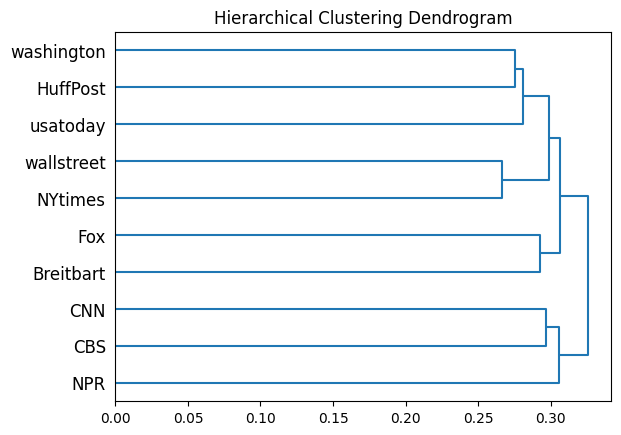 Hierarchical Clustering Dendrogram
washington
HuffPost
usatoday
wallstreet
NYtimes
Fox
Breitbart
CNN
CBS
NPR
0.00 0.05 0.10 0.15 0.20 0.25 0.30